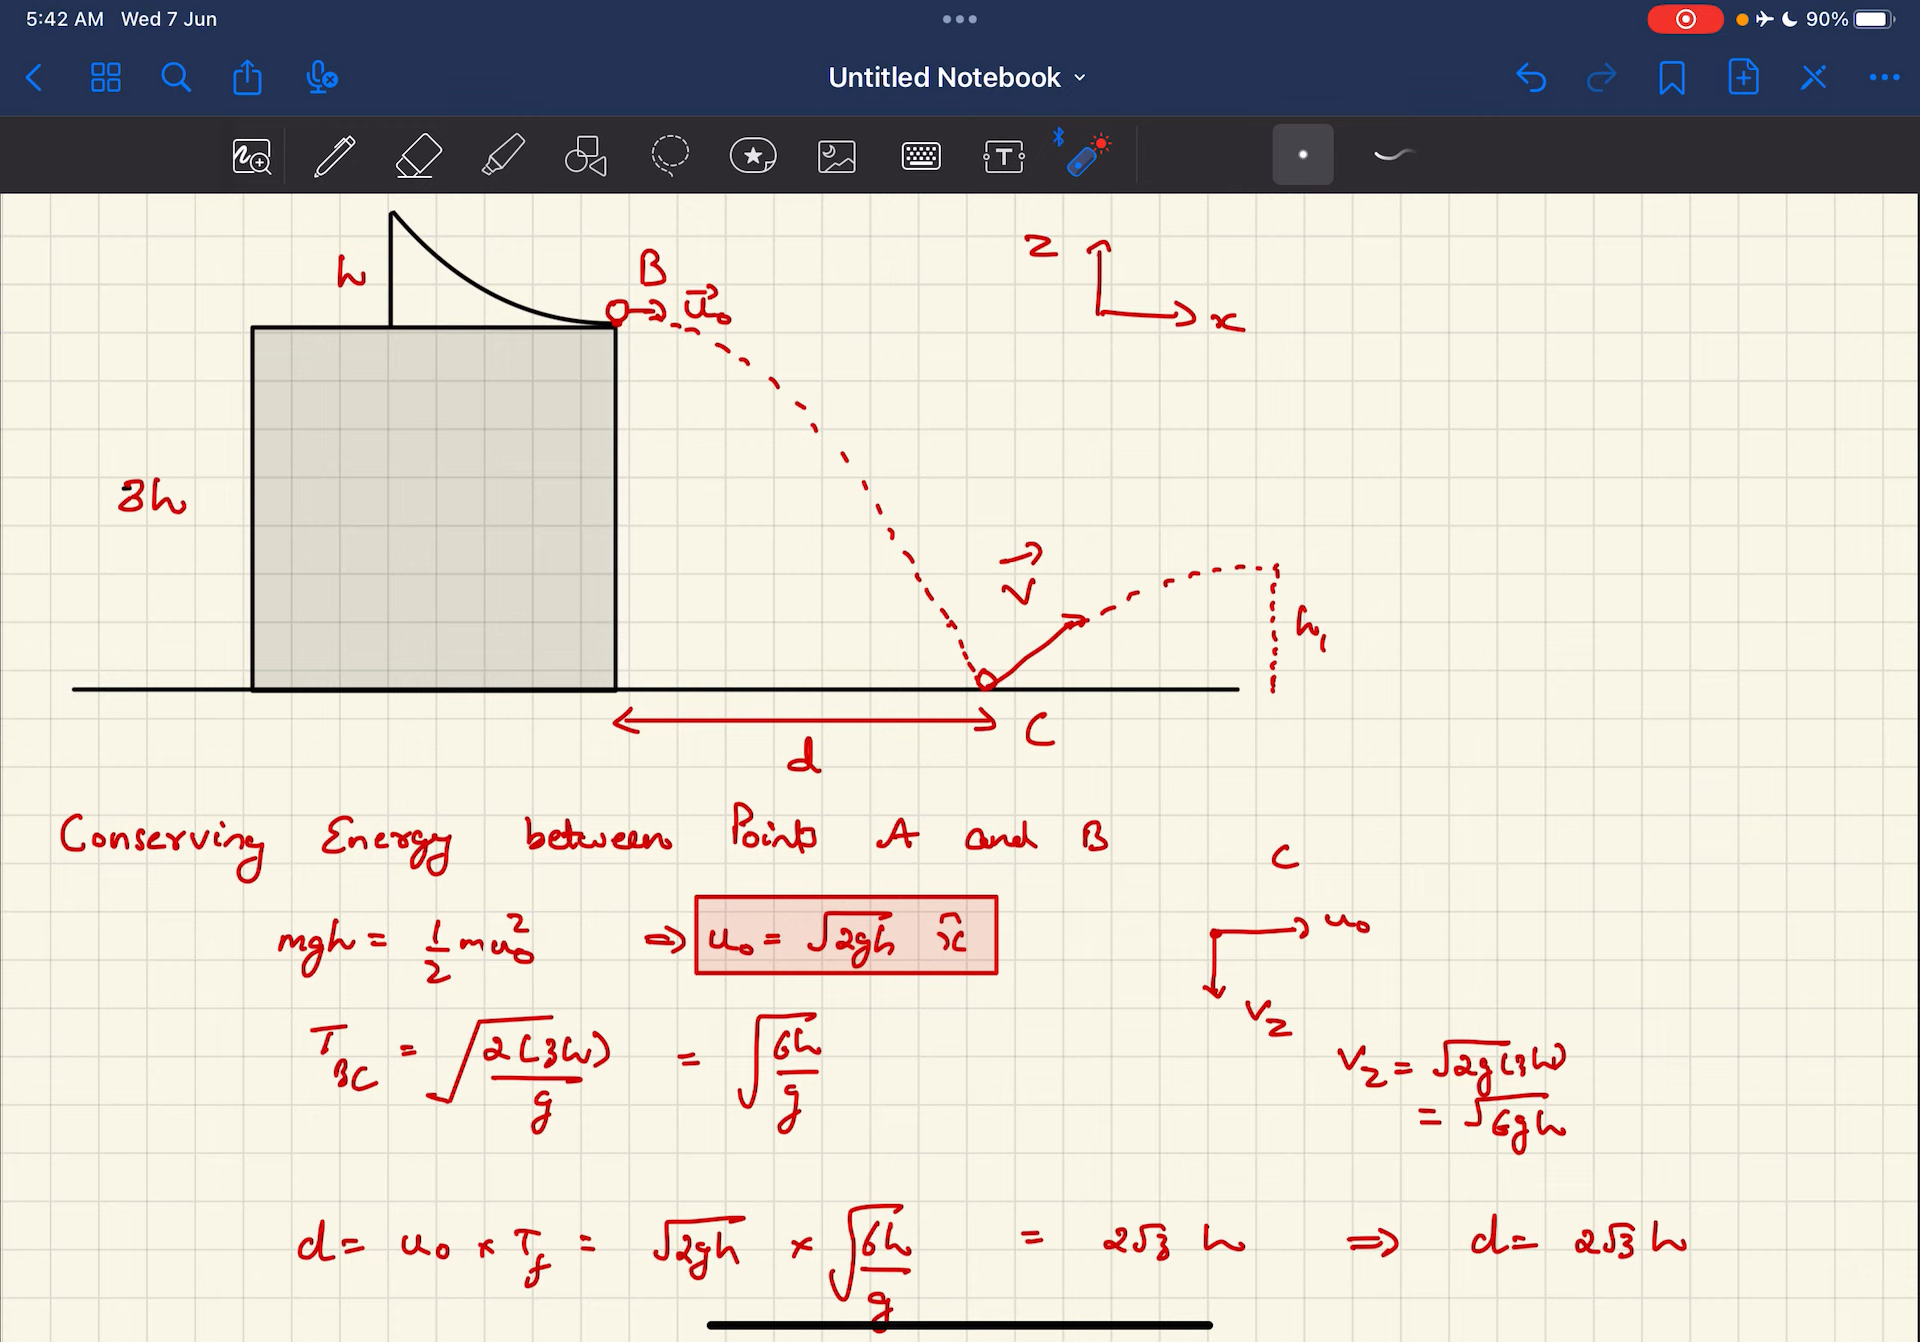 5:42 AM Wed 7 Jun
90%
Untitled Notebook
T
h
B
u⃗₀
z
x
3h
v⃗
h₁
C
d
Conserving Energy between Points A and B
C
mgh = 1/2 mu₀² ⇒ u₀ = √2gh x̂
u₀
v_z
T_BC = √(2(3h)/g) = √(6h/g)
v_z = √2g(3h)
= √6gh
d = u₀ × T_f = √2gh × √(6h/g) = 2√3 h ⇒ d = 2√3 h